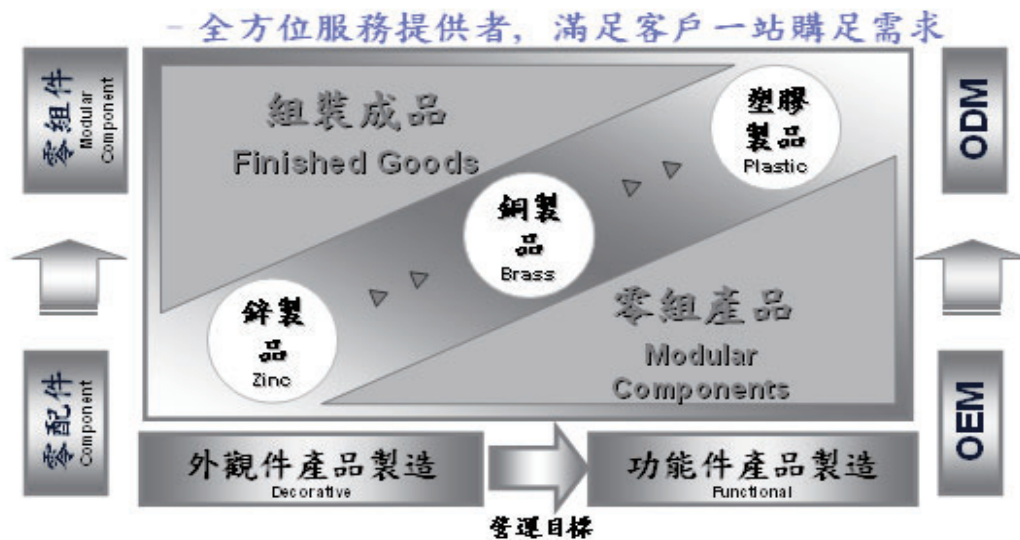 - 全方位服務提供者, 滿足客戶一站購足需求
零組件
Modular
Component
零配件
Component
組裝成品
Finished Goods
塑膠
製品
Plastic
銅製
品
Brass
鋅製
品
Zinc
零組產品
Modular
Components
ODM
OEM
外觀件產品製造
Decorative
功能件產品製造
Functional
營運目標